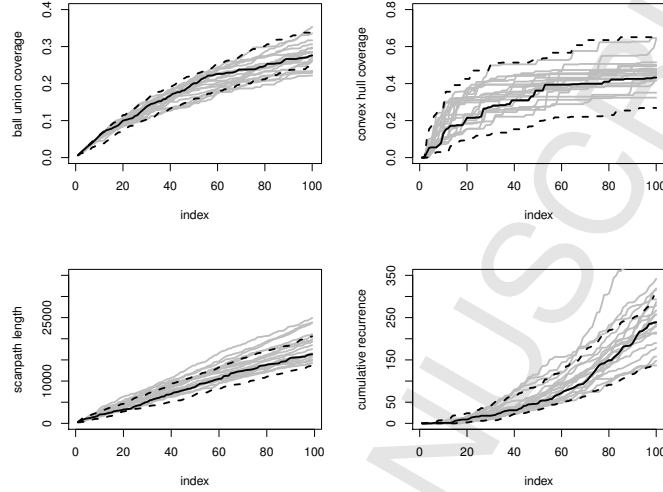 0.4
0.3
0.2
0.1
0.0
ball union coverage
0 20 40 60 80 100
index
0.8
0.6
0.4
0.2
0.0
convex hull coverage
0 20 40 60 80 100
index
25000
10000
0
scanpath length
0 20 40 60 80 100
index
350
250
150
50
0
cumulative recurrence
0 20 40 60 80 100
index
NUSCRI